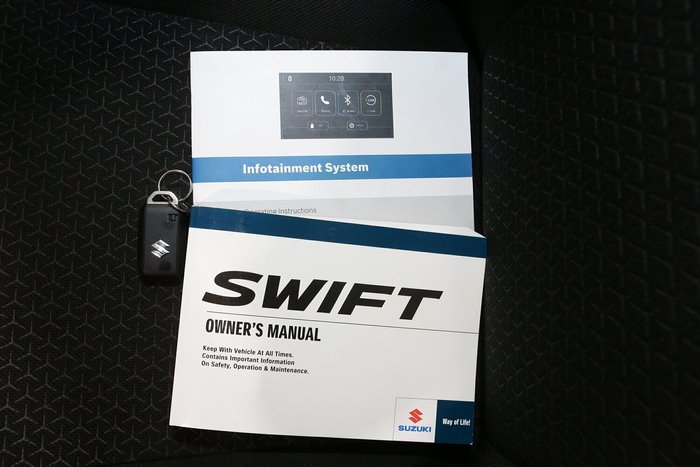 10:28
Infotainment System
Operating Instructions
SWIFT
OWNER'S MANUAL
Keep With Vehicle At All Times.
Contains Important Information
On Safety, Operation & Maintenance.
SUZUKI
Way of Life!